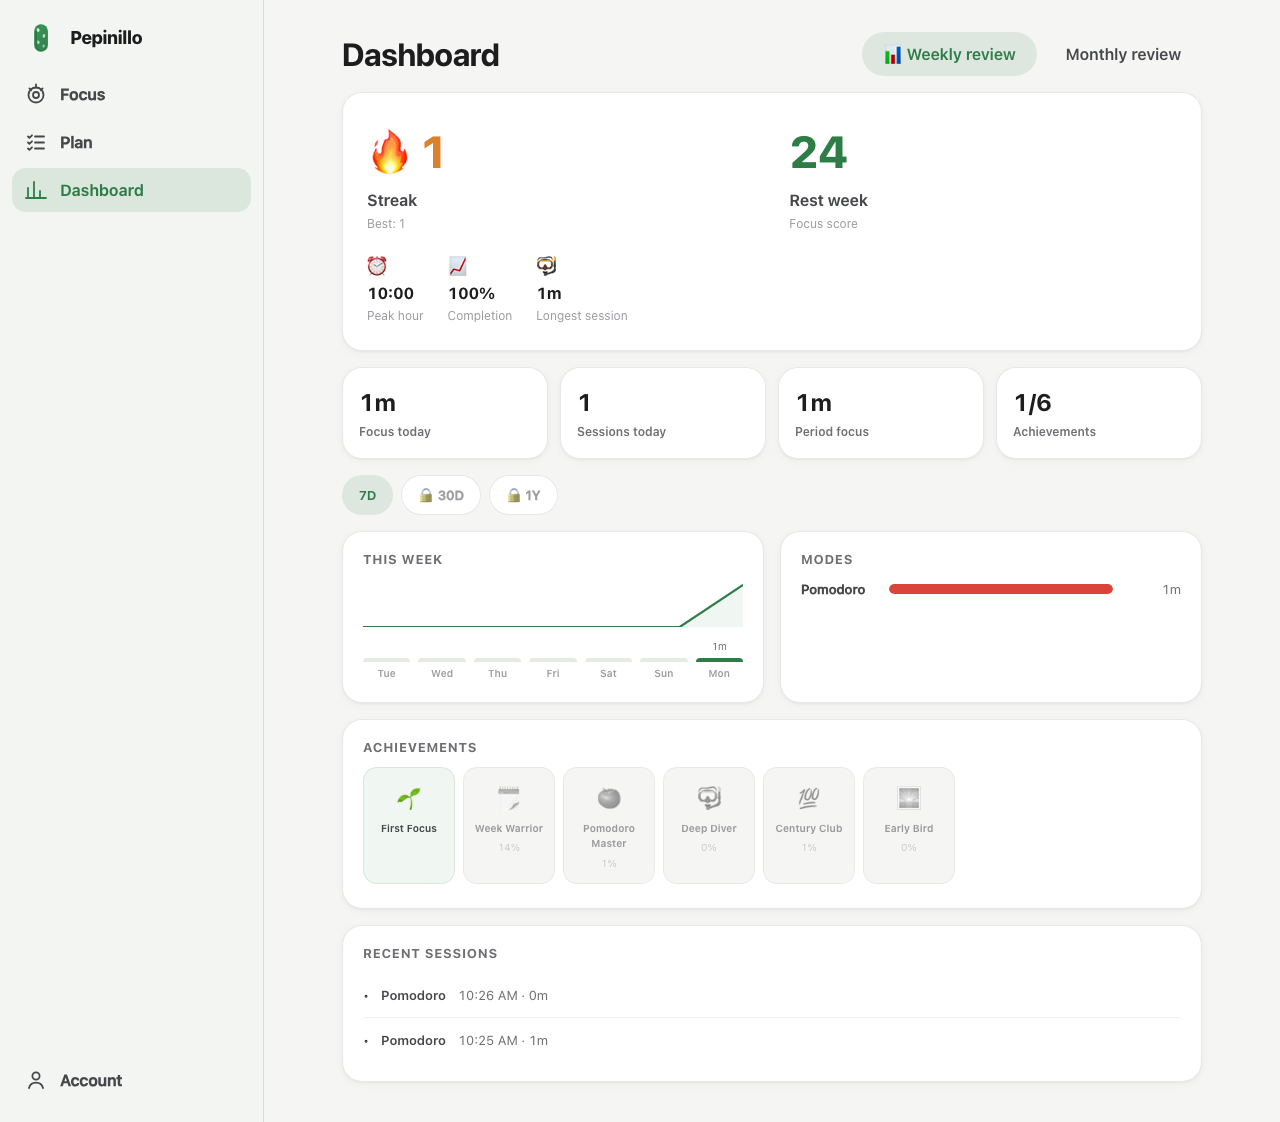 Pepinillo
Focus
Plan
Dashboard
Account
Dashboard
Weekly review
Monthly review
1
Streak
Best: 1
24
Rest week
Focus score
10:00
Peak hour
100%
Completion
1m
Longest session
1m
Focus today
1
Sessions today
1m
Period focus
1/6
Achievements
7D
30D
1Y
THIS WEEK
1m
Tue Wed Thu Fri Sat Sun Mon
MODES
Pomodoro 1m
ACHIEVEMENTS
First Focus
Week Warrior
14%
Pomodoro
Master
1%
Deep Diver
0%
100
Century Club
1%
Early Bird
0%
RECENT SESSIONS
• Pomodoro 10:26 AM · 0m
• Pomodoro 10:25 AM · 1m